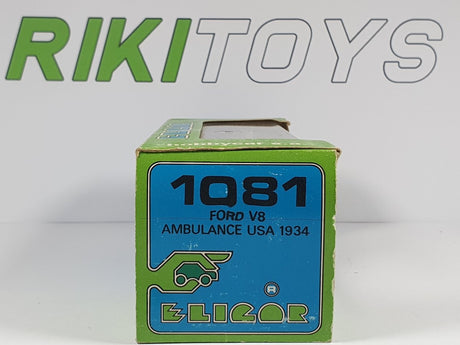 RIKITOYS
1081
FORD V8
AMBULANCE USA 1934
®
ELIGOR